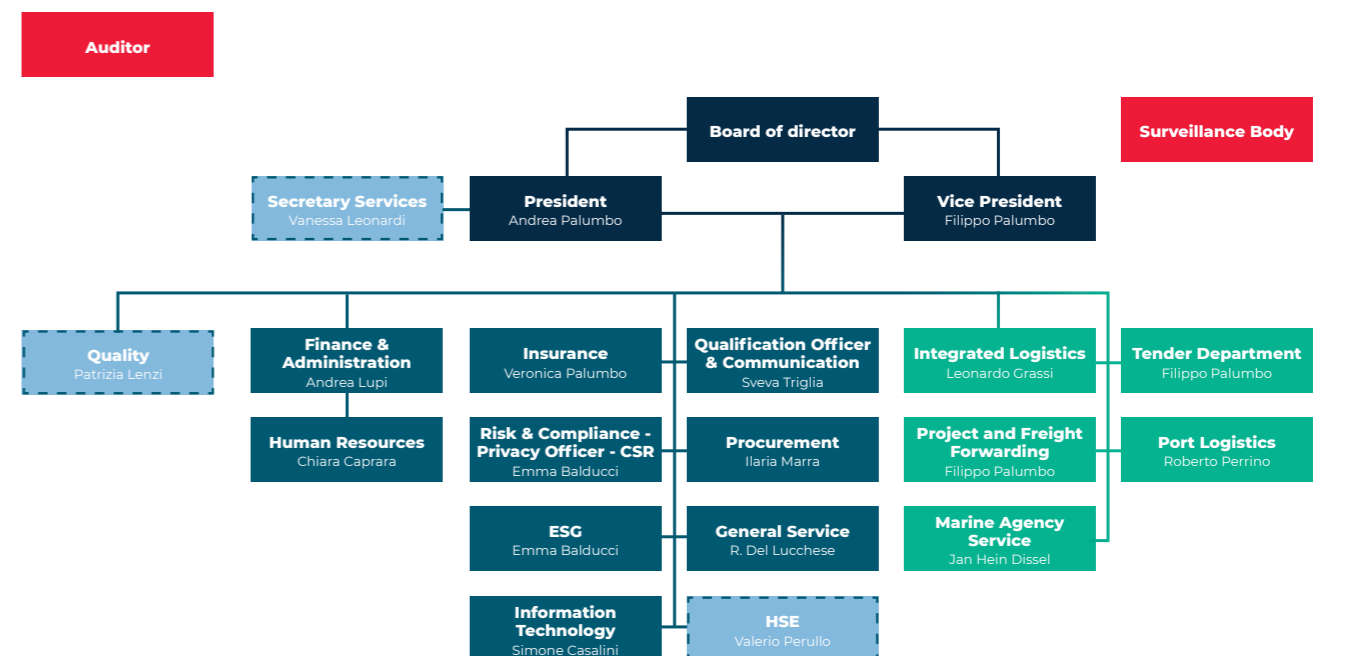 Auditor
Board of director
Surveillance Body
Secretary Services
Vanessa Leonardi
President
Andrea Palumbo
Vice President
Filippo Palumbo
Quality
Patrizia Lenzi
Finance &
Administration
Andrea Lupi
Insurance
Veronica Palumbo
Qualification Officer
& Communication
Sveva Triglia
Integrated Logistics
Leonardo Grassi
Tender Department
Filippo Palumbo
Human Resources
Chiara Caprara
Risk & Compliance -
Privacy Officer - CSR
Emma Balducci
Procurement
Ilaria Marra
Project and Freight
Forwarding
Filippo Palumbo
Port Logistics
Roberto Perrino
ESG
Emma Balducci
General Service
R. Del Lucchese
Marine Agency
Service
Jan Hein Dissel
Information
Technology
Simone Casalini
HSE
Valerio Perullo